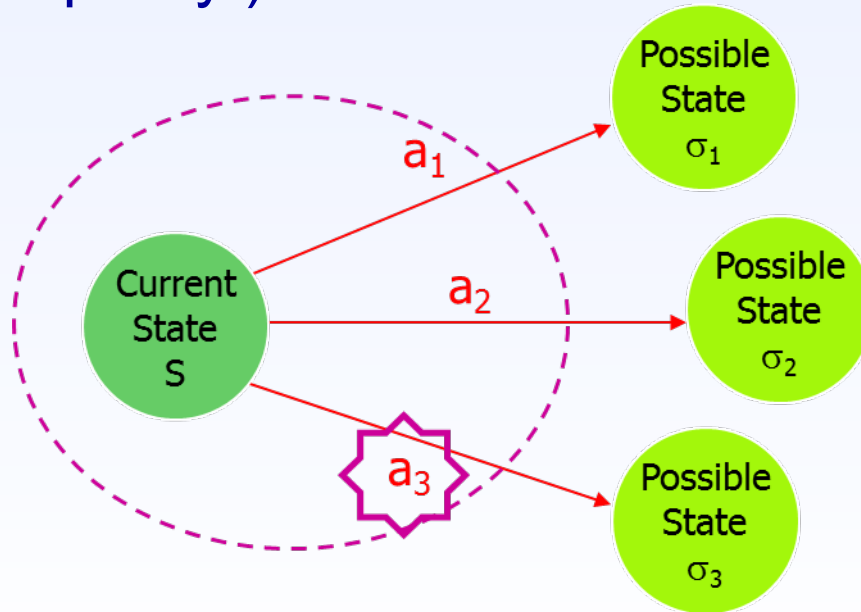 Possible
State
σ₁
a₁
Current
State
S
a₂
Possible
State
σ₂
a₃
Possible
State
σ₃